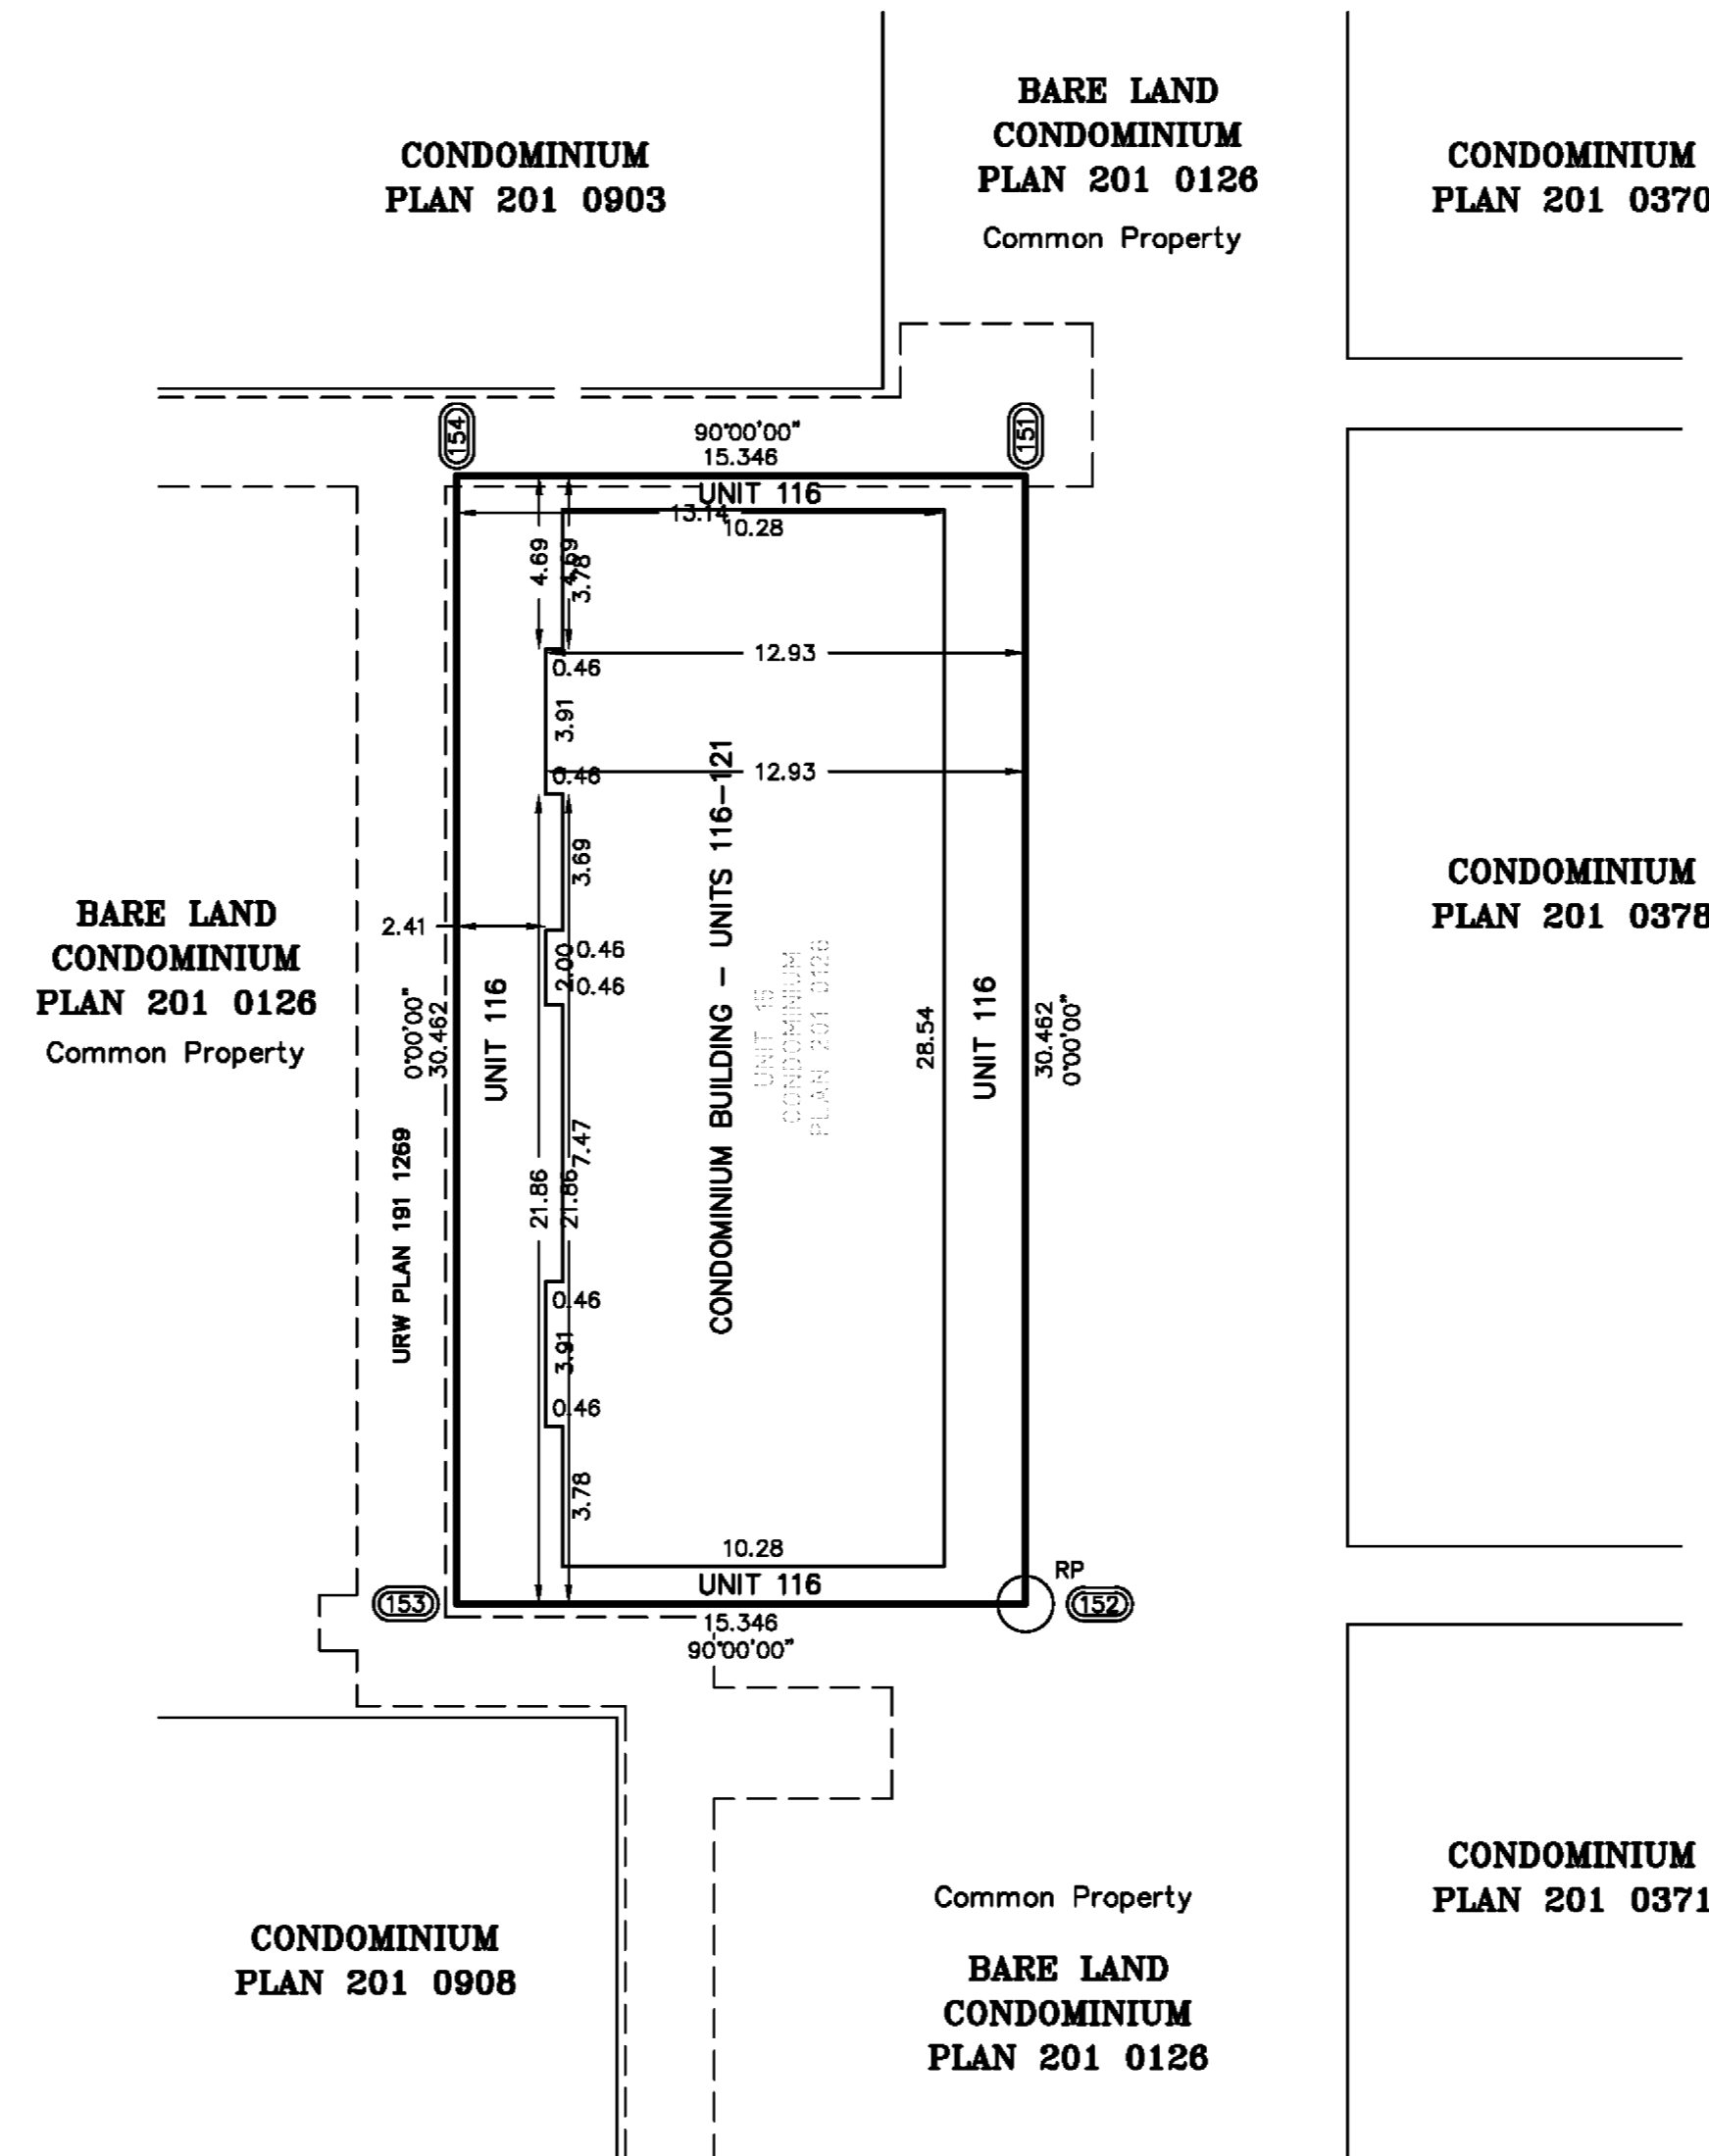 CONDOMINIUM
PLAN 201 0903
BARE LAND
CONDOMINIUM
PLAN 201 0126
Common Property
CONDOMINIUM
PLAN 201 0370
154
90°00'00"
15.346
151
UNIT 116
13.14
10.28
4.69
4.69
3.78
12.93
0.46
3.91
12.93
0.46
3.69
CONDOMINIUM BUILDING - UNITS 116-121
UNIT 15
CONDOMINIUM
PLAN 201 0126
BARE LAND
CONDOMINIUM
PLAN 201 0126
Common Property
2.41
0.46
2.00
0.46
0°00'00"
30.462
UNIT 116
28.54
UNIT 116
30.462
0°00'00"
CONDOMINIUM
PLAN 201 0378
URW PLAN 191 1269
21.86
21.86
7.47
0.46
3.91
0.46
3.78
10.28
UNIT 116
RP
153
152
15.346
90°00'00"
CONDOMINIUM
PLAN 201 0908
Common Property
BARE LAND
CONDOMINIUM
PLAN 201 0126
CONDOMINIUM
PLAN 201 0371